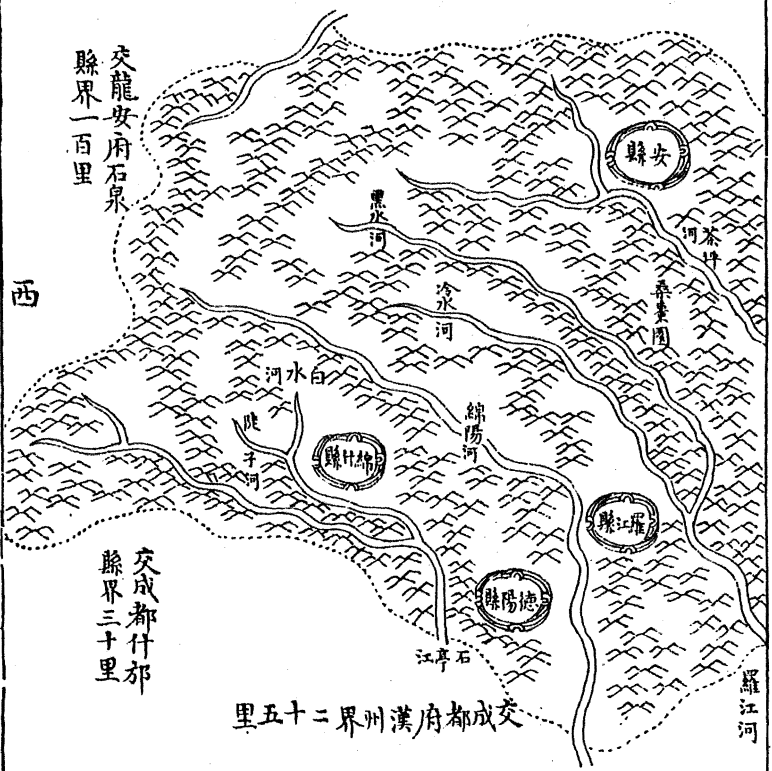 交龍安府石泉
縣界一百里
西
安縣
茶坪
河
桑棗園
黑水河
冷水河
綿陽河
白水河
子河
綿竹縣
羅江縣
德陽縣
石亭江
羅江河
交成都什邡
縣界三十里
交成都府漢州界二十五里